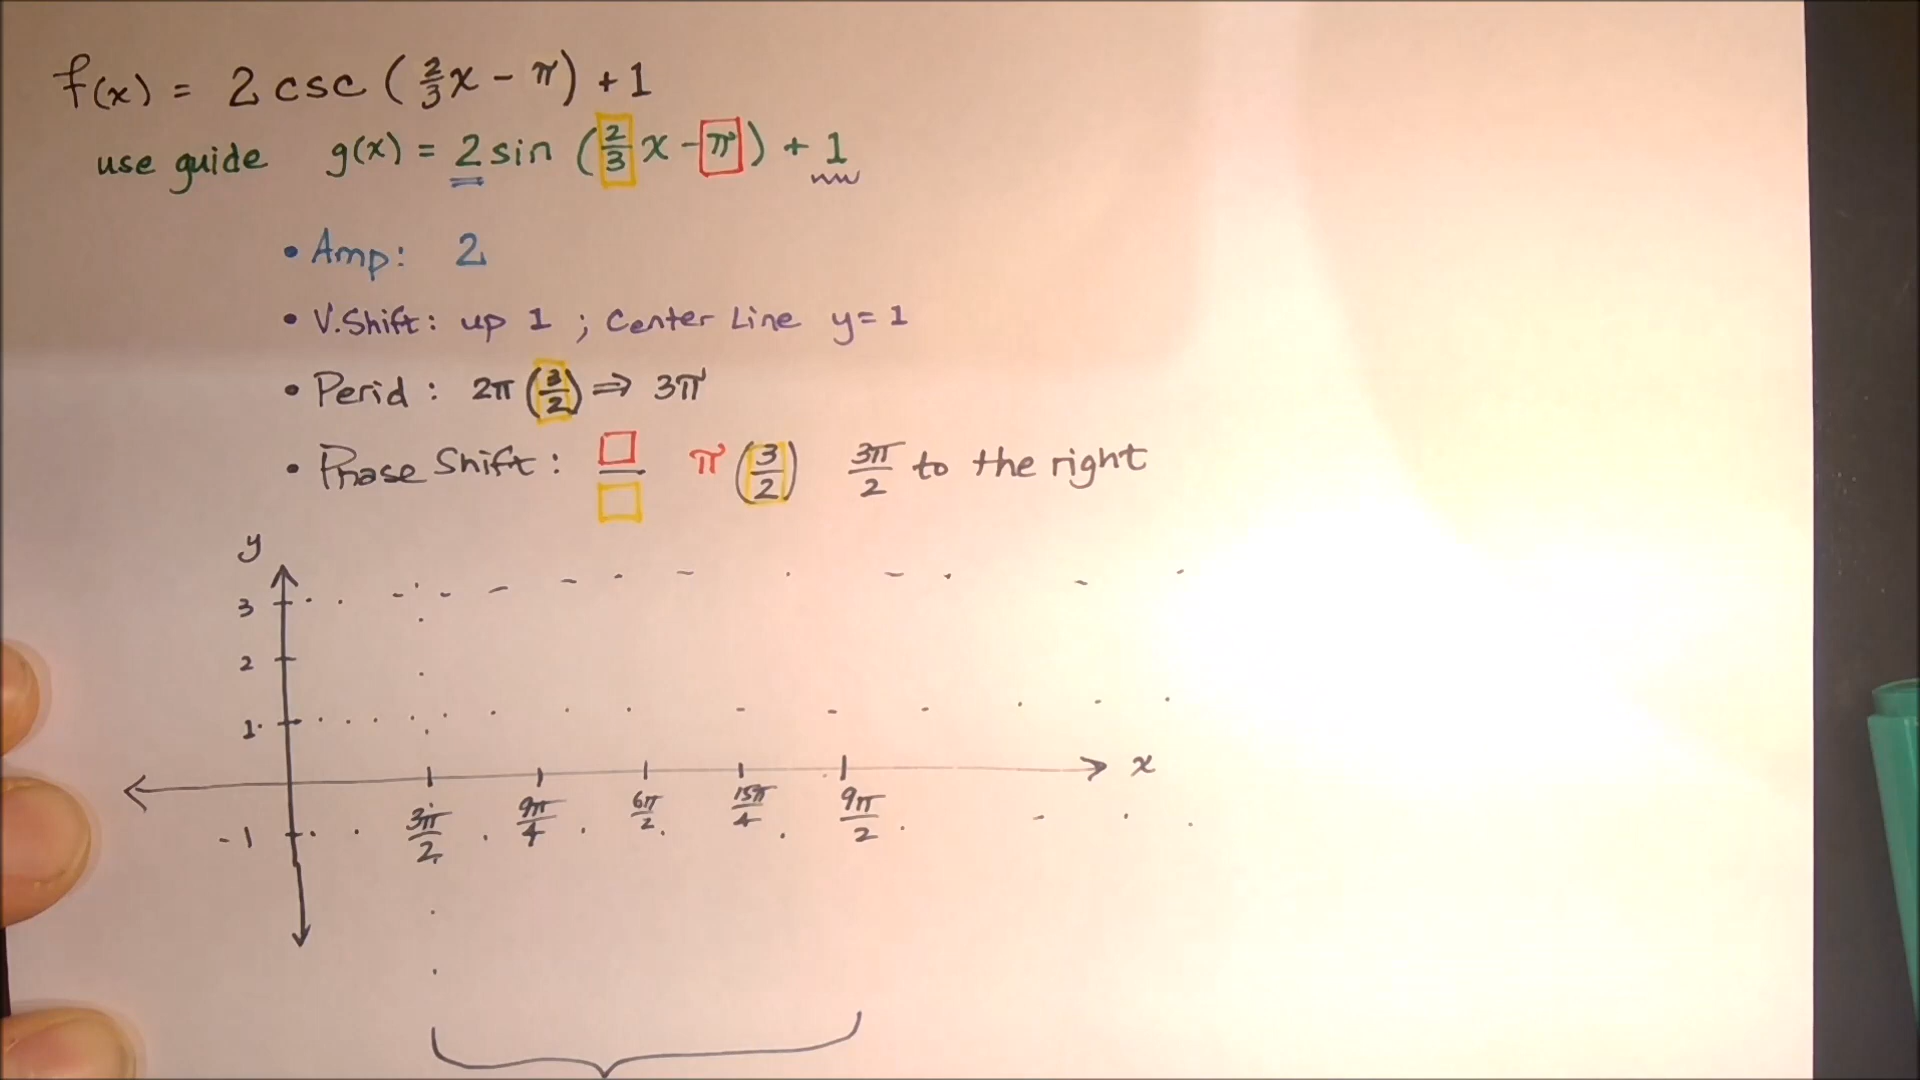 f(x) = 2 csc (2/3 x - π) + 1
use guide g(x) = 2 sin (2/3 x - π) + 1
• Amp: 2
• V.Shift: up 1 ; Center Line y = 1
• Perid : 2π (3/2) ⇒ 3π
• Phase Shift : □/□ π (3/2) 3π/2 to the right
y
3
2
1
x
-1
3π/2 9π/4 6π/2 15π/4 9π/2